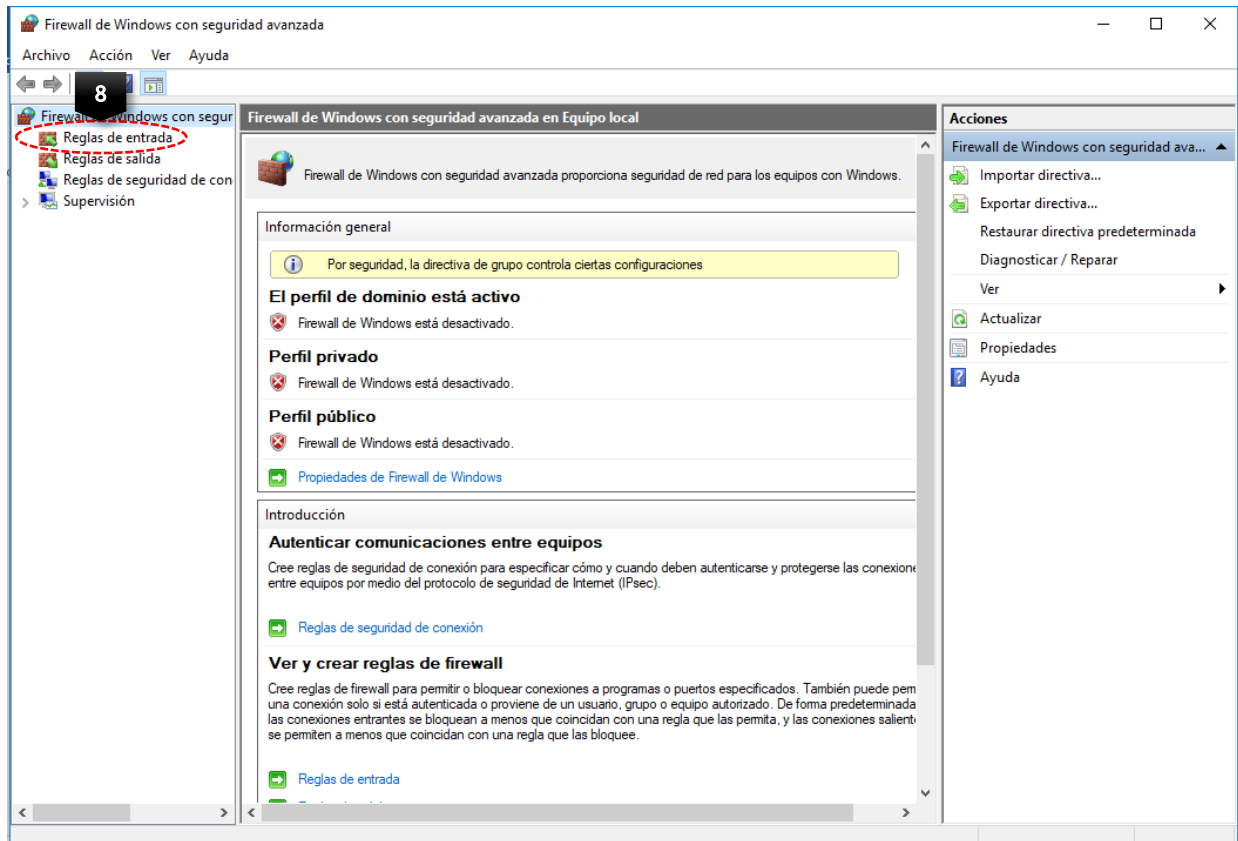 Firewall de Windows con seguridad avanzada
Archivo Acción Ver Ayuda
8
Firewall de Windows con segur
Reglas de entrada
Reglas de salida
Reglas de seguridad de con
Supervisión
Firewall de Windows con seguridad avanzada en Equipo local
Firewall de Windows con seguridad avanzada proporciona seguridad de red para los equipos con Windows.
Información general
Por seguridad, la directiva de grupo controla ciertas configuraciones
El perfil de dominio está activo
Firewall de Windows está desactivado.
Perfil privado
Firewall de Windows está desactivado.
Perfil público
Firewall de Windows está desactivado.
Propiedades de Firewall de Windows
Introducción
Autenticar comunicaciones entre equipos
Cree reglas de seguridad de conexión para especificar cómo y cuando deben autenticarse y protegerse las conexione
entre equipos por medio del protocolo de seguridad de Internet (IPsec).
Reglas de seguridad de conexión
Ver y crear reglas de firewall
Cree reglas de firewall para permitir o bloquear conexiones a programas o puertos especificados. También puede perm
una conexión solo si está autenticada o proviene de un usuario, grupo o equipo autorizado. De forma predeterminada
las conexiones entrantes se bloquean a menos que coincidan con una regla que las permita, y las conexiones saliente
se permiten a menos que coincidan con una regla que las bloquee.
Reglas de entrada
Acciones
Firewall de Windows con seguridad ava...
Importar directiva...
Exportar directiva...
Restaurar directiva predeterminada
Diagnosticar / Reparar
Ver
Actualizar
Propiedades
Ayuda